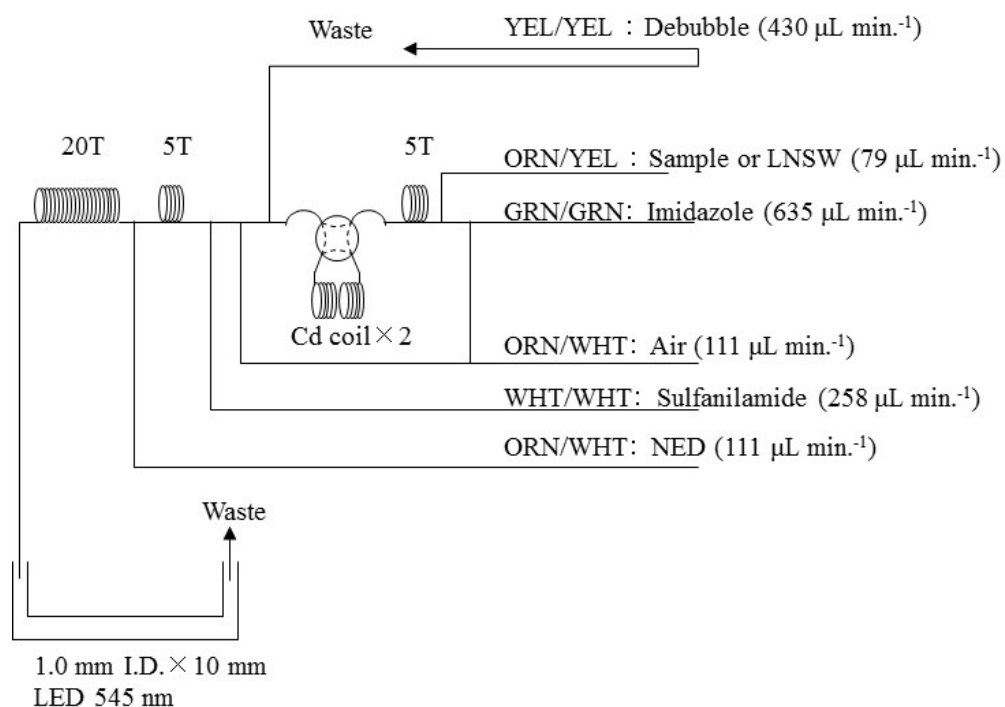 Waste
YEL/YEL : Debubble (430 μL min.⁻¹)
20T
5T
5T
ORN/YEL : Sample or LNSW (79 μL min.⁻¹)
GRN/GRN: Imidazole (635 μL min.⁻¹)
Cd coil×2
ORN/WHT: Air (111 μL min.⁻¹)
WHT/WHT: Sulfanilamide (258 μL min.⁻¹)
ORN/WHT: NED (111 μL min.⁻¹)
Waste
1.0 mm I.D.×10 mm
LED 545 nm